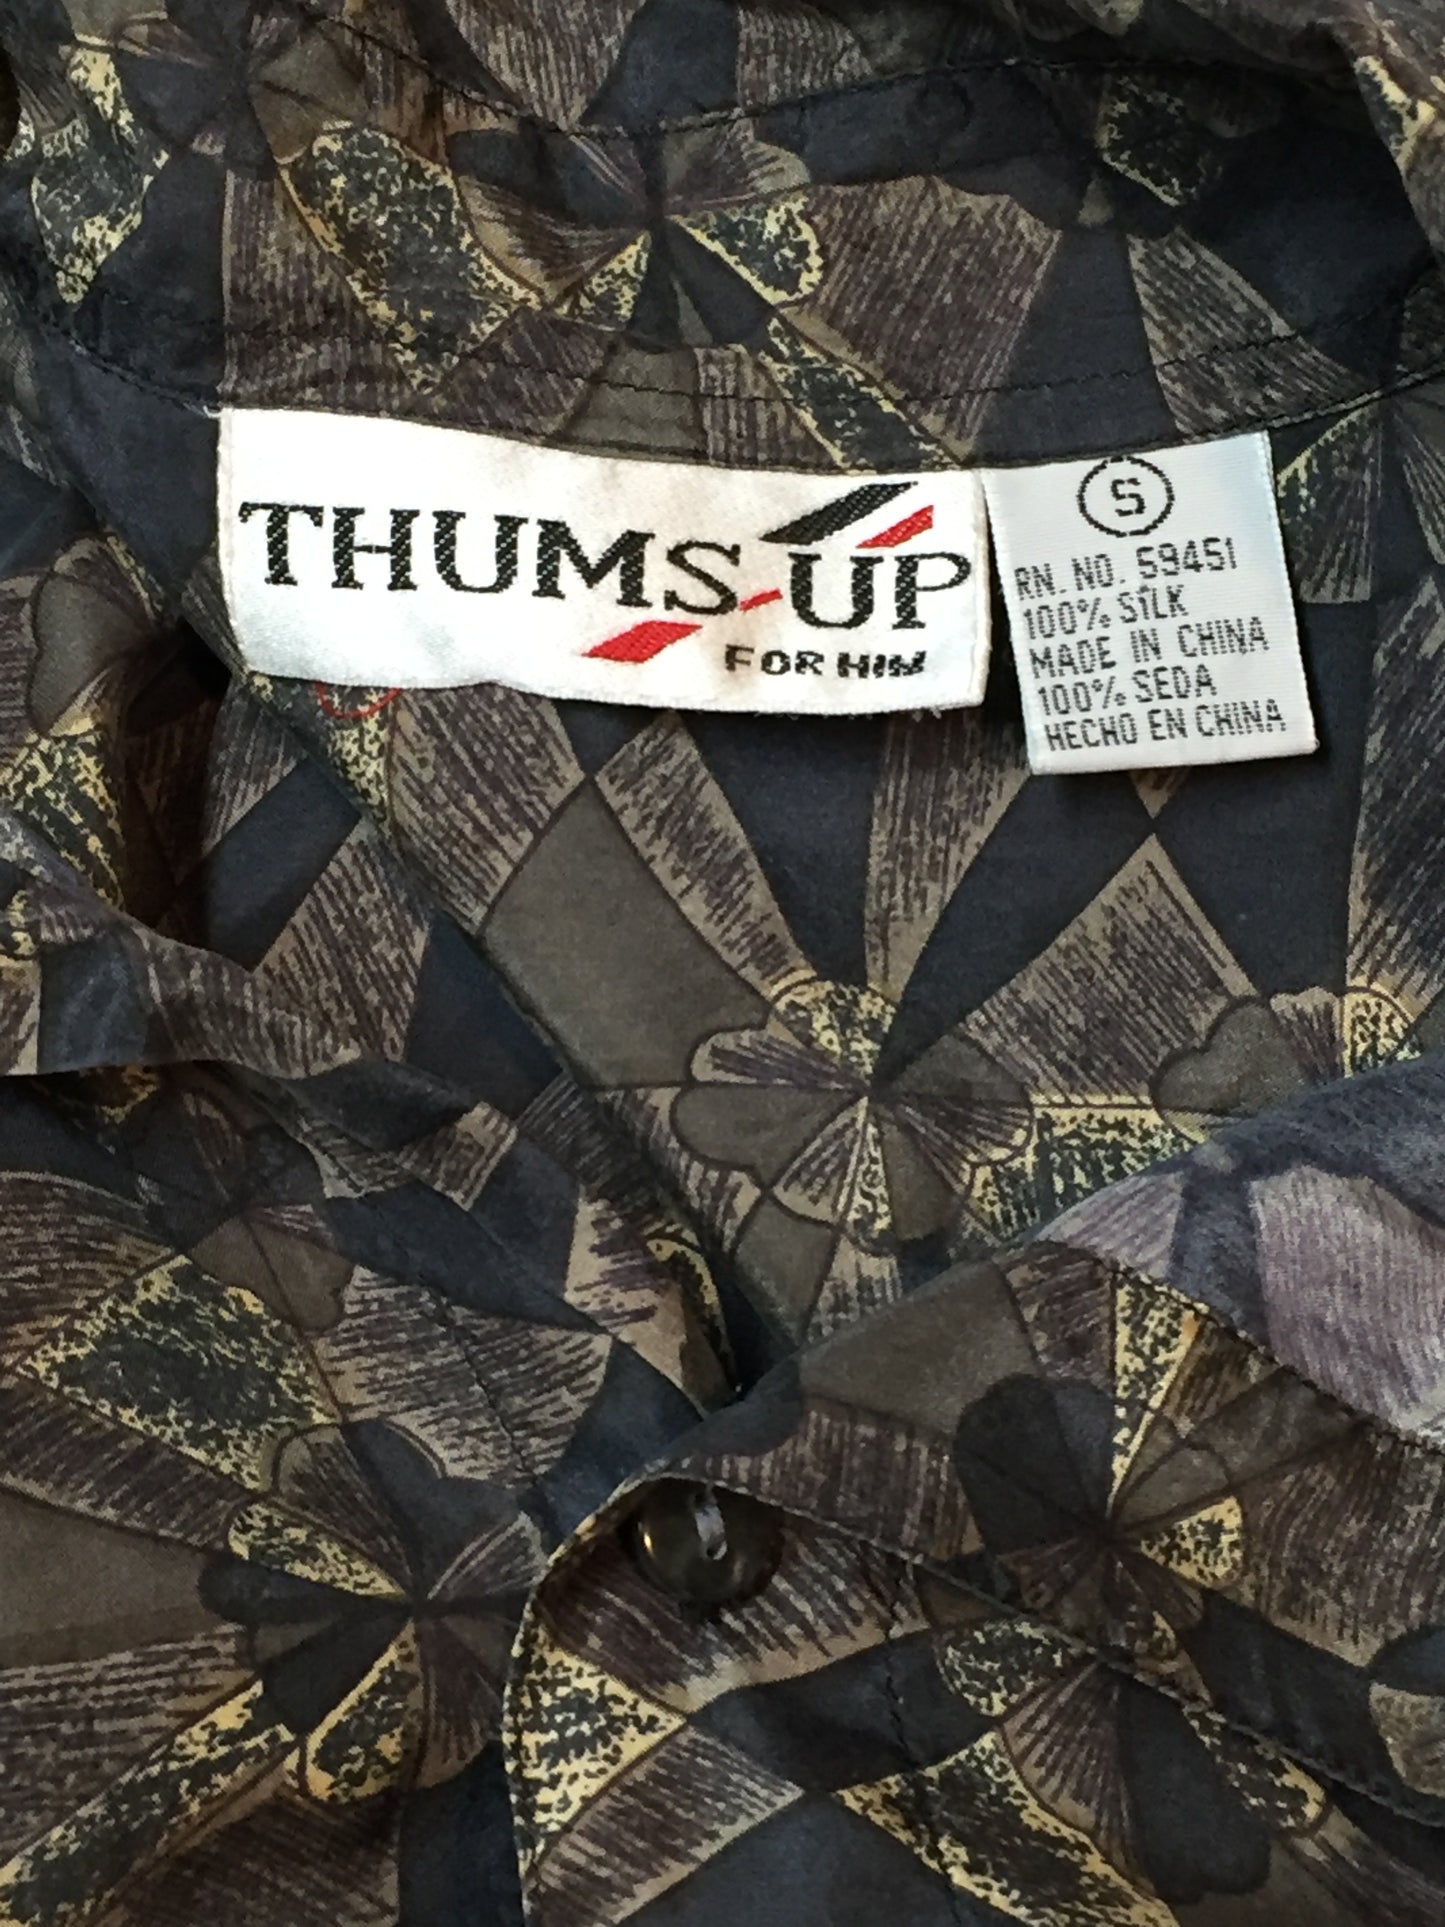 THUMS UP
FOR HIM
S
RN. NO. 59451
100% SILK
MADE IN CHINA
100% SEDA
HECHO EN CHINA